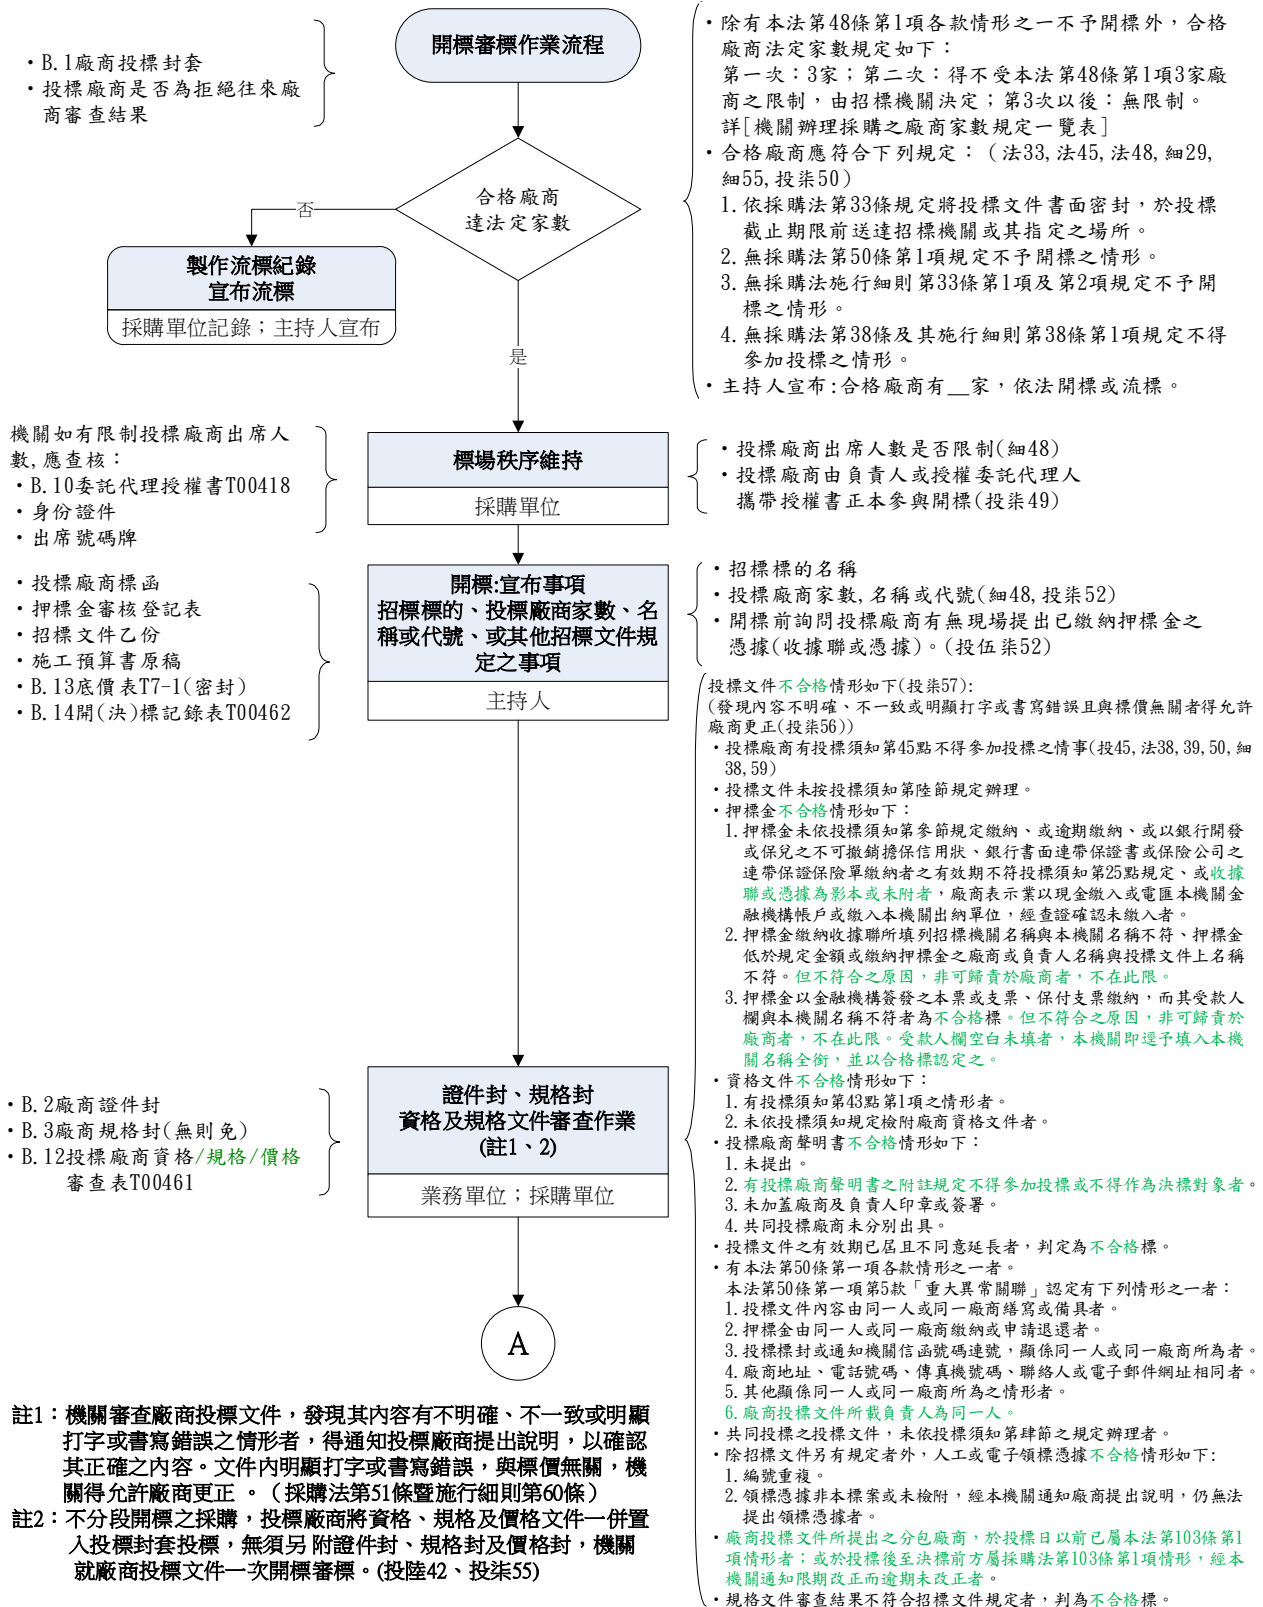 開標審標作業流程
・B.1廠商投標封套
・投標廠商是否為拒絕往來廠
商審查結果
・除有本法第48條第1項各款情形之一不予開標外，合格
廠商法定家數規定如下：
第一次：3家；第二次：得不受本法第48條第1項3家廠
商之限制，由招標機關決定；第3次以後：無限制。
詳[機關辦理採購之廠商家數規定一覽表]
・合格廠商應符合下列規定：（法33,法45,法48,細29,
細55,投柒50）
1.依採購法第33條規定將投標文件書面密封，於投標
截止期限前送達招標機關或其指定之場所。
2.無採購法第50條第1項規定不予開標之情形。
3.無採購法施行細則第33條第1項及第2項規定不予開
標之情形。
4.無採購法第38條及其施行細則第38條第1項規定不得
參加投標之情形。
・主持人宣布:合格廠商有__家，依法開標或流標。
合格廠商
達法定家數
否
製作流標紀錄
宣布流標
採購單位記錄；主持人宣布
是
機關如有限制投標廠商出席人
數,應查核：
・B.10委託代理授權書T00418
・身份證件
・出席號碼牌
標場秩序維持
採購單位
・投標廠商出席人數是否限制(細48)
・投標廠商由負責人或授權委託代理人
攜帶授權書正本參與開標(投柒49)
・投標廠商標函
・押標金審核登記表
・招標文件乙份
・施工預算書原稿
・B.13底價表T7-1(密封)
・B.14開(決)標記錄表T00462
開標:宣布事項
招標標的、投標廠商家數、名
稱或代號、或其他招標文件規
定之事項
主持人
・招標標的名稱
・投標廠商家數,名稱或代號(細48,投柒52)
・開標前詢問投標廠商有無現場提出已繳納押標金之
憑據(收據聯或憑據)。(投伍柒52)
投標文件不合格情形如下(投柒57):
(發現內容不明確、不一致或明顯打字或書寫錯誤且與標價無關者得允許
廠商更正(投柒56))
・投標廠商有投標須知第45點不得參加投標之情事(投45,法38,39,50,細
38,59)
・投標文件未按投標須知第陸節規定辦理。
・押標金不合格情形如下：
1.押標金未依投標須知第參節規定繳納、或逾期繳納、或以銀行開發
或保兌之不可撤銷擔保信用狀、銀行書面連帶保證書或保險公司之
連帶保證保險單繳納者之有效期不符投標須知第25點規定、或收據
聯或憑據為影本或未附者，廠商表示業以現金繳入或電匯本機關金
融機構帳戶或繳入本機關出納單位，經查證確認未繳入者。
2.押標金繳納收據聯所填列招標機關名稱與本機關名稱不符、押標金
低於規定金額或繳納押標金之廠商或負責人名稱與投標文件上名稱
不符。但不符合之原因，非可歸責於廠商者，不在此限。
3.押標金以金融機構簽發之本票或支票、保付支票繳納，而其受款人
欄與本機關名稱不符者為不合格標。但不符合之原因，非可歸責於
廠商者，不在此限。受款人欄空白未填者，本機關即逕予填入本機
關名稱全銜，並以合格標認定之。
・資格文件不合格情形如下：
1.有投標須知第43點第1項之情形者。
2.未依投標須知規定檢附廠商資格文件者。
・投標廠商聲明書不合格情形如下：
1.未提出。
2.有投標廠商聲明書之附註規定不得參加投標或不得作為決標對象者。
3.未加蓋廠商及負責人印章或簽署。
4.共同投標廠商未分別出具。
・投標文件之有效期已屆且不同意延長者，判定為不合格標。
・有本法第50條第一項各款情形之一者。
本法第50條第一項第5款「重大異常關聯」認定有下列情形之一者：
1.投標文件內容由同一人或同一廠商繕寫或備具者。
2.押標金由同一人或同一廠商繳納或申請退還者。
3.投標標封或通知機關信函號碼連號，顯係同一人或同一廠商所為者。
4.廠商地址、電話號碼、傳真機號碼、聯絡人或電子郵件網址相同者。
5.其他顯係同一人或同一廠商所為之情形者。
6.廠商投標文件所載負責人為同一人。
・共同投標之投標文件，未依投標須知第肆節之規定辦理者。
・除招標文件另有規定者外，人工或電子領標憑據不合格情形如下:
1.編號重複。
2.領標憑據非本標案或未檢附，經本機關通知廠商提出說明，仍無法
提出領標憑據者。
・廠商投標文件所提出之分包廠商，於投標日以前已屬本法第103條第1
項情形者；或於投標後至決標前方屬採購法第103條第1項情形，經本
機關通知限期改正而逾期未改正者。
・規格文件審查結果不符合招標文件規定者，判為不合格標。
・B.2廠商證件封
・B.3廠商規格封(無則免)
・B.12投標廠商資格/規格/價格
審查表T00461
證件封、規格封
資格及規格文件審查作業
(註1、2)
業務單位；採購單位
A
註1：機關審查廠商投標文件，發現其內容有不明確、不一致或明顯
打字或書寫錯誤之情形者，得通知投標廠商提出說明，以確認
其正確之內容。文件內明顯打字或書寫錯誤，與標價無關，機
關得允許廠商更正 。（採購法第51條暨施行細則第60條）
註2：不分段開標之採購，投標廠商將資格、規格及價格文件一併置
入投標封套投標，無須另 附證件封、規格封及價格封，機關
就廠商投標文件一次開標審標。(投陸42、投柒55)